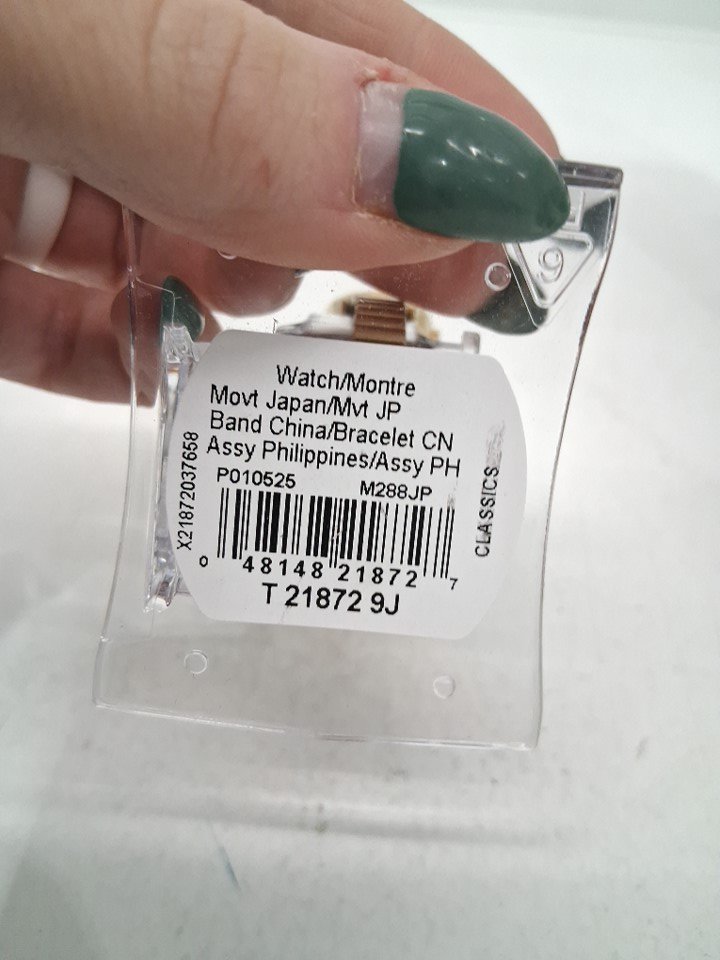 Watch/Montre
Movt Japan/Mvt JP
Band China/Bracelet CN
Assy Philippines/Assy PH
P010525 M288JP
X21872037658
CLASSICS
0 48148 21872 7
T 21872 9J
9